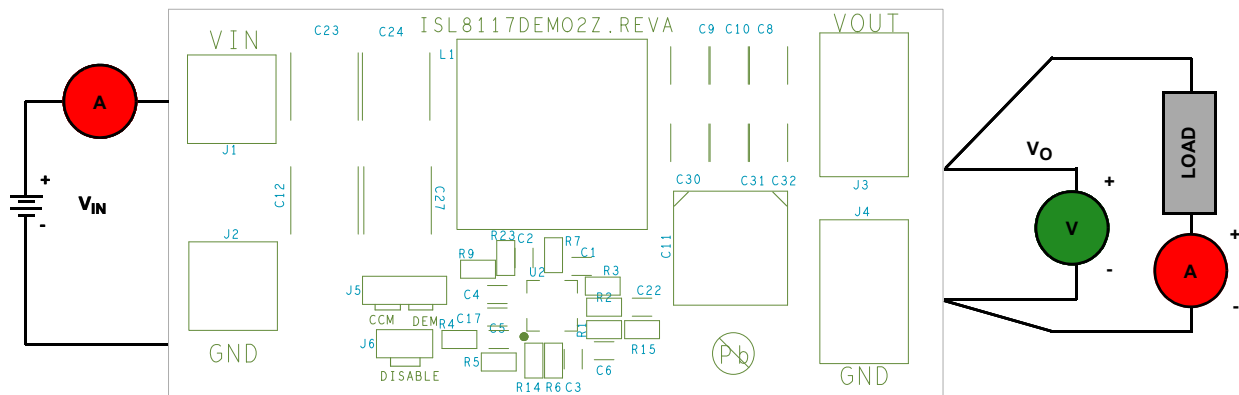 ISL8117DEMO2Z.REVA
VIN
VOUT
C23
C24
L1
C9
C10
C8
A
J1
J3
J4
LOAD
VO
+
-
V
+
-
A
+
-
VIN
C12
C27
J2
C30
C31
C32
C11
R23
C2
R7
R9
C1
U2
R3
J5
C4
R2
C22
CCM
DEM
C17
R4
C5
R1
J6
R15
R5
C6
DISABLE
R14
R6
C3
Pb
GND
GND